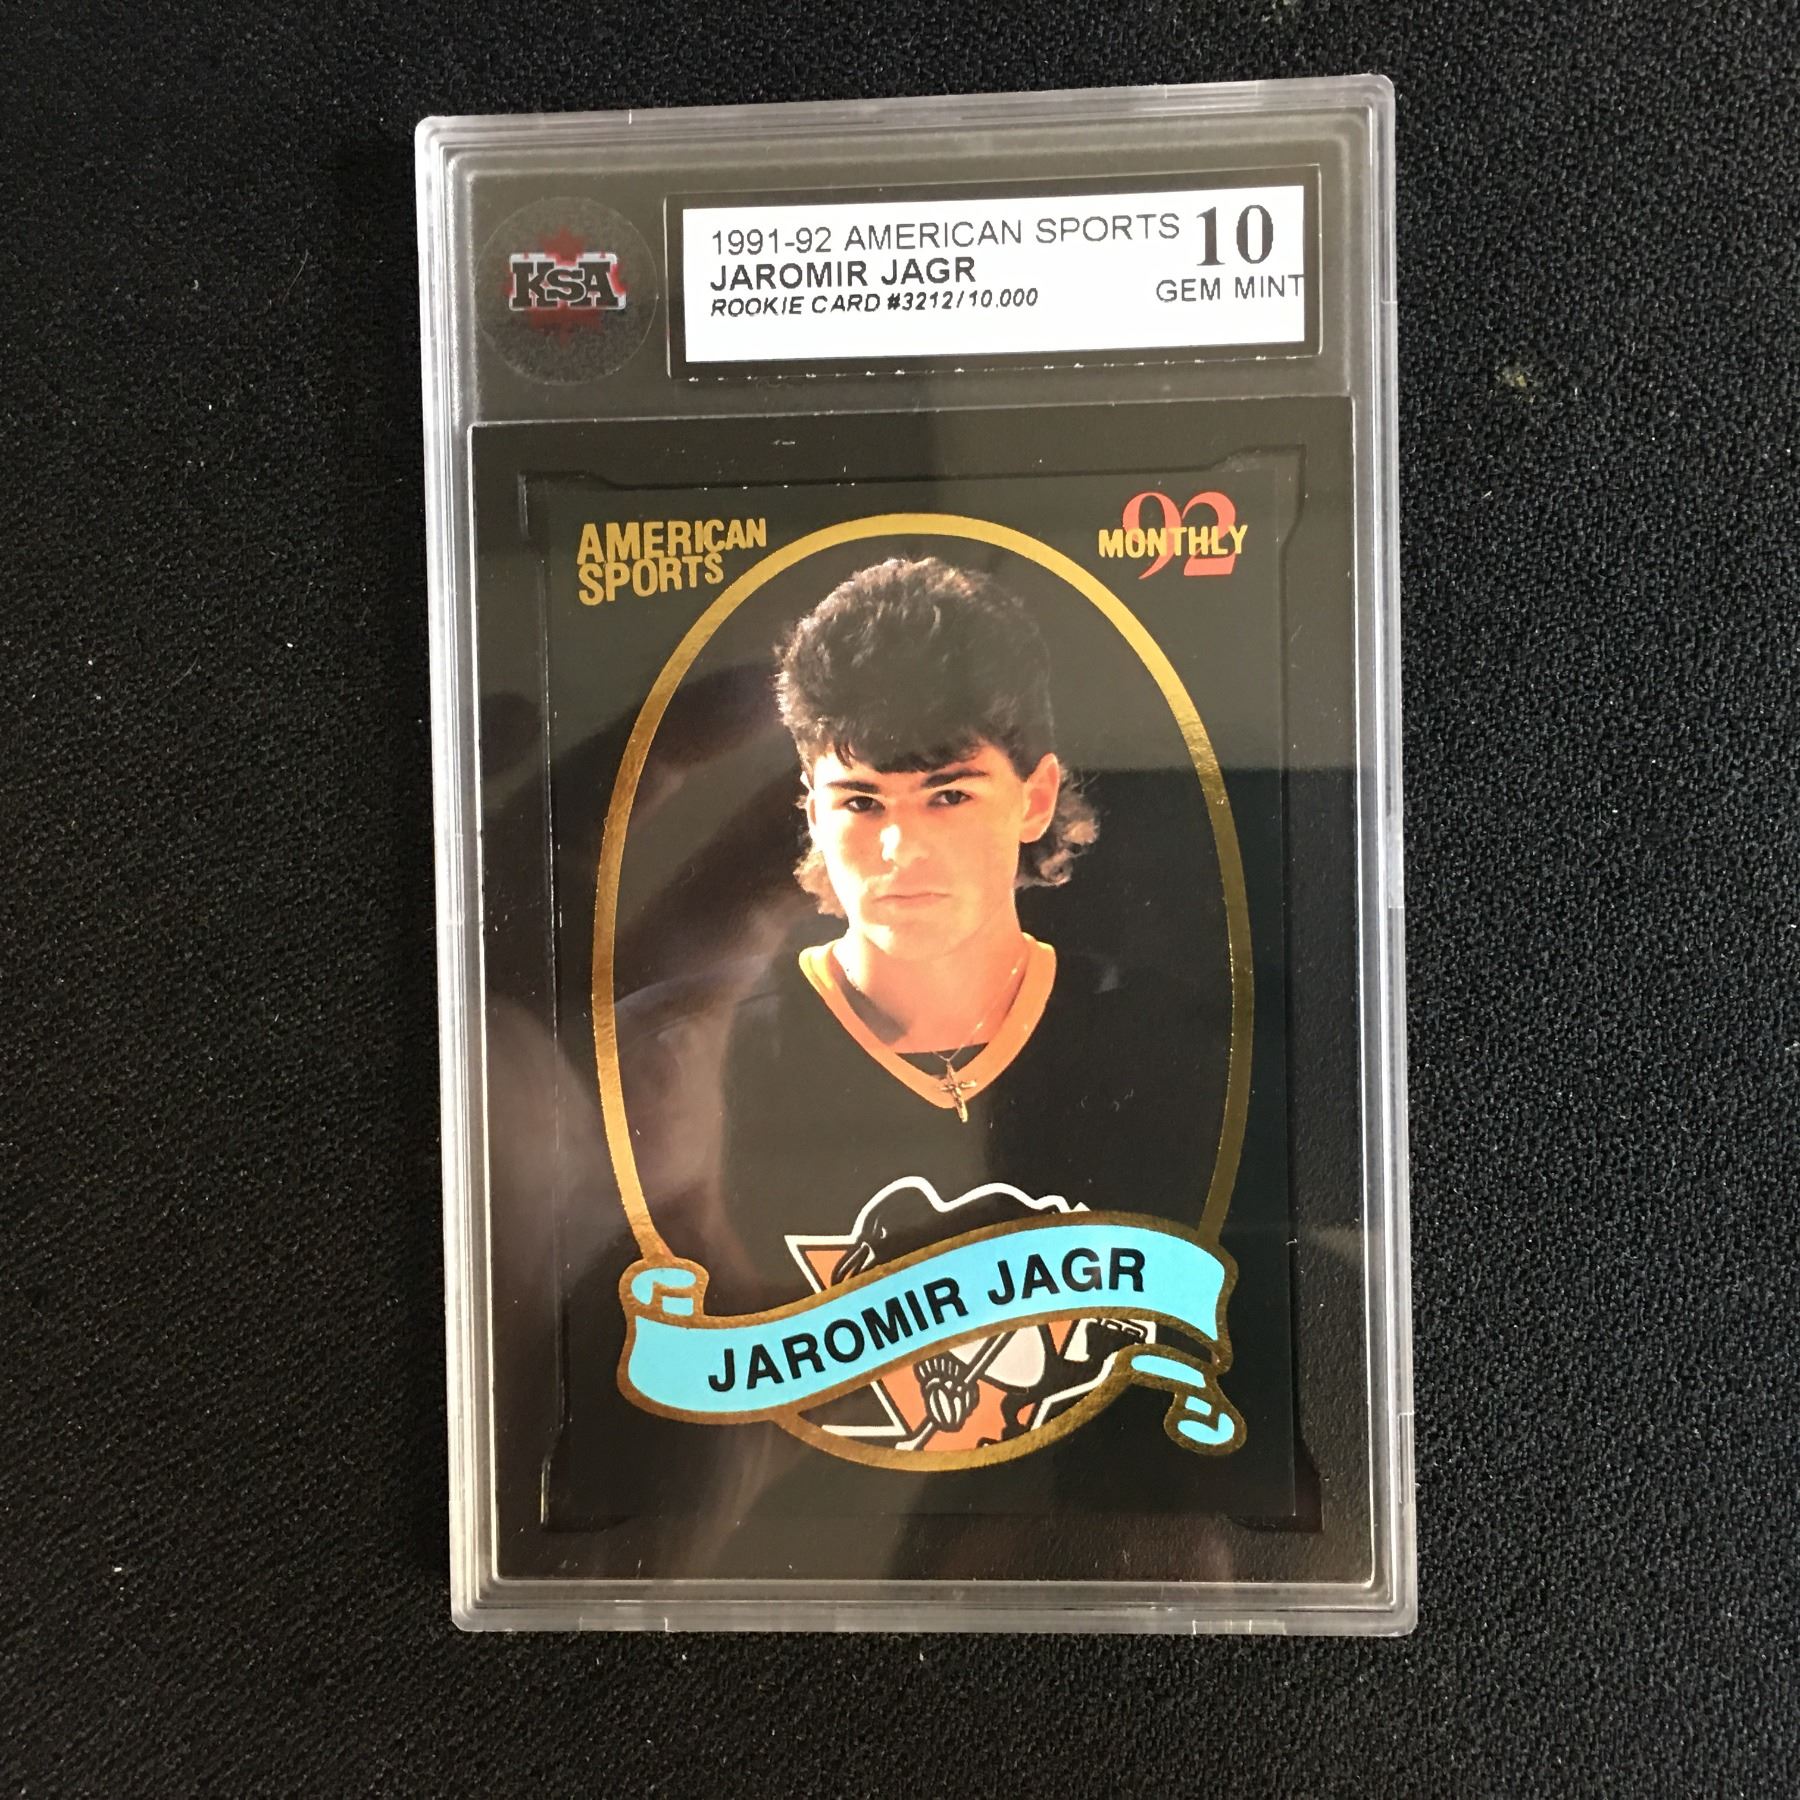 KSA
1991-92 AMERICAN SPORTS
10
JAROMIR JAGR
GEM MINT
ROOKIE CARD #3212/10.000
AMERICAN
SPORTS
92
MONTHLY
JAROMIR JAGR